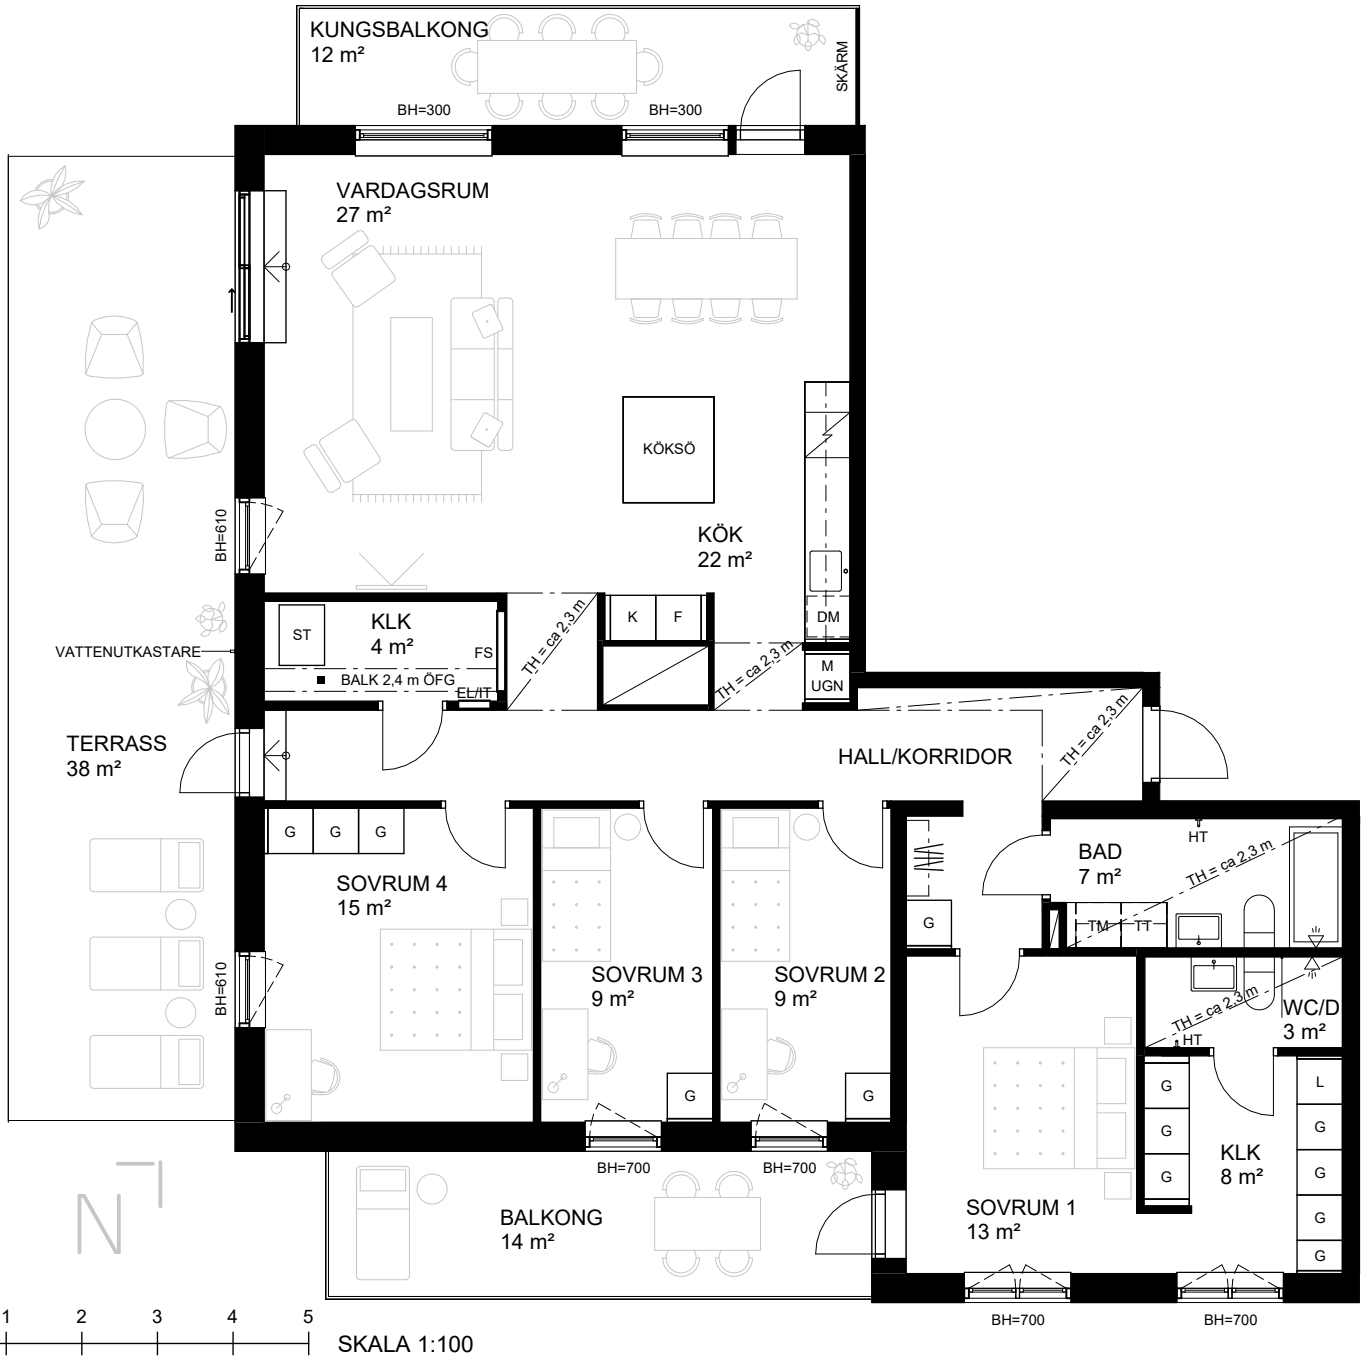 KUNGSBALKONG
12 m²
SKÄRM
BH=300
BH=300
VARDAGSRUM
27 m²
KÖKSÖ
BH=610
KÖK
22 m²
ST
KLK
4 m²
FS
BALK 2,4 m ÖFG
EL/IT
TH = ca 2,3 m
K
F
DM
TH = ca 2,3 m
M
UGN
VATTENUTKASTARE
TERRASS
38 m²
HALL/KORRIDOR
TH = ca 2,3 m
G
G
G
SOVRUM 4
15 m²
BH=610
SOVRUM 3
9 m²
G
SOVRUM 2
9 m²
G
G
BAD
7 m²
HT
TH = ca 2,3 m
TM
TT
TH = ca 2,3 m
WC/D
3 m²
HT
G
G
G
L
G
G
G
G
KLK
8 m²
SOVRUM 1
13 m²
BH=700
BH=700
BALKONG
14 m²
BH=700
BH=700
N
1
2
3
4
5
SKALA 1:100